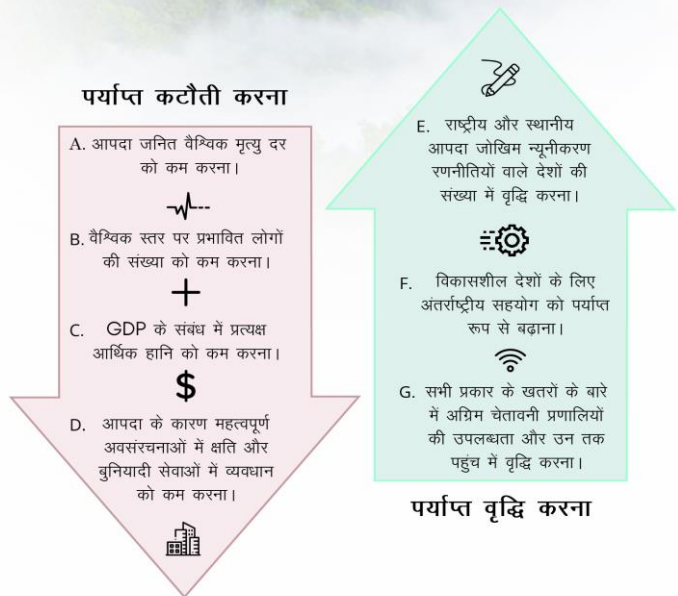 पर्याप्त कटौती करना
A. आपदा जनित वैश्विक मृत्यु दर
को कम करना।
B. वैश्विक स्तर पर प्रभावित लोगों
की संख्या को कम करना।
C. GDP के संबंध में प्रत्यक्ष
आर्थिक हानि को कम करना।
$
D. आपदा के कारण महत्वपूर्ण
अवसंरचनाओं में क्षति और
बुनियादी सेवाओं में व्यवधान
को कम करना।
E. राष्ट्रीय और स्थानीय
आपदा जोखिम न्यूनीकरण
रणनीतियों वाले देशों की
संख्या में वृद्धि करना।
F. विकासशील देशों के लिए
अंतर्राष्ट्रीय सहयोग को पर्याप्त
रूप से बढ़ाना।
G. सभी प्रकार के खतरों के बारे
में अग्रिम चेतावनी प्रणालियों
की उपलब्धता और उन तक
पहुंच में वृद्धि करना।
पर्याप्त वृद्धि करना